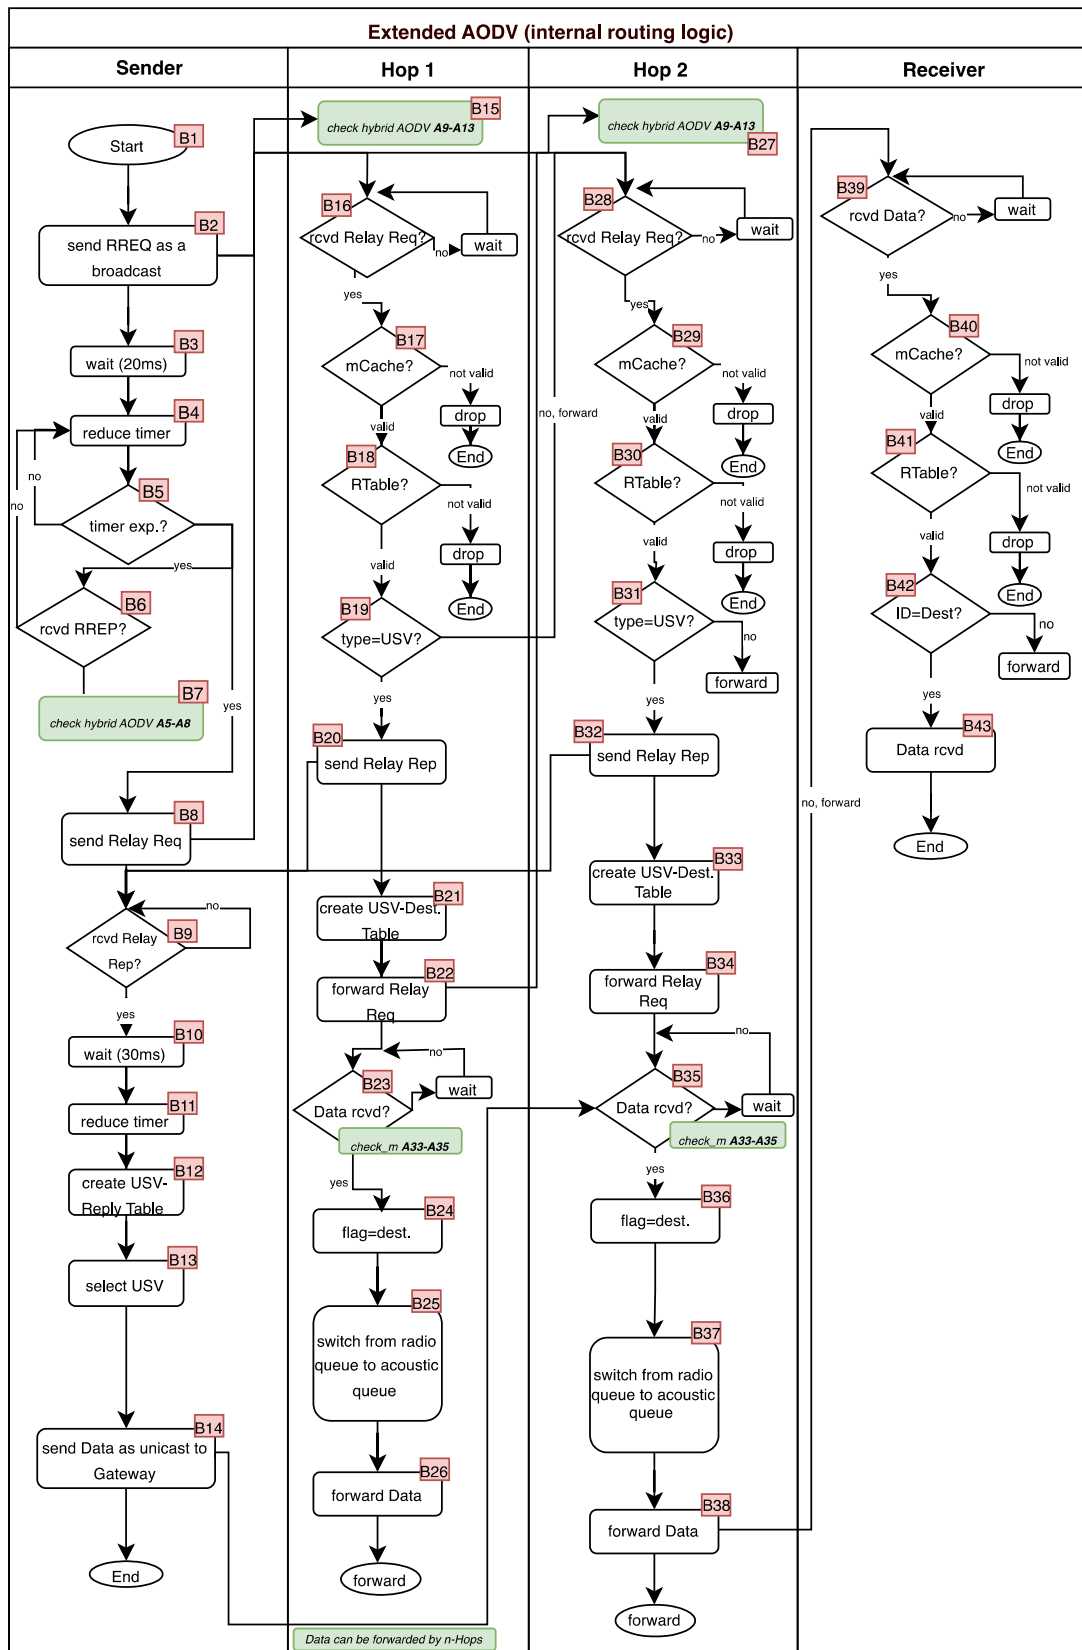 Extended AODV (internal routing logic)
Sender
Hop 1
Hop 2
Receiver
B1
Start
B2
send RREQ as a
broadcast
B3
wait (20ms)
B4
reduce timer
no
no
B5
timer exp.?
yes
B6
rcvd RREP?
B7
check hybrid AODV A5-A8
yes
B8
send Relay Req
no
B9
rcvd Relay
Rep?
yes
B10
wait (30ms)
B11
reduce timer
B12
create USV-
Reply Table
B13
select USV
B14
send Data as unicast to
Gateway
End
B15
check hybrid AODV A9-A13
B16
rcvd Relay Req?
no
wait
yes
B17
mCache?
not valid
drop
End
valid
B18
RTable?
not valid
drop
End
valid
B19
type=USV?
no, forward
yes
B20
send Relay Rep
B21
create USV-Dest.
Table
B22
forward Relay
Req
no
B23
wait
Data rcvd?
check_m A33-A35
yes
B24
flag=dest.
B25
switch from radio
queue to acoustic
queue
B26
forward Data
forward
Data can be forwarded by n-Hops
check hybrid AODV A9-A13
B27
B28
rcvd Relay Req?
no
wait
yes
B29
mCache?
not valid
drop
End
valid
B30
RTable?
not valid
drop
End
valid
B31
type=USV?
no
forward
yes
B32
send Relay Rep
B33
create USV-Dest.
Table
B34
forward Relay
Req
no
B35
Data rcvd?
wait
check_m A33-A35
yes
B36
flag=dest.
B37
switch from radio
queue to acoustic
queue
B38
forward Data
forward
no, forward
B39
rcvd Data?
no
wait
yes
B40
mCache?
not valid
drop
End
valid
B41
RTable?
not valid
drop
End
valid
B42
ID=Dest?
no
forward
yes
B43
Data rcvd
End